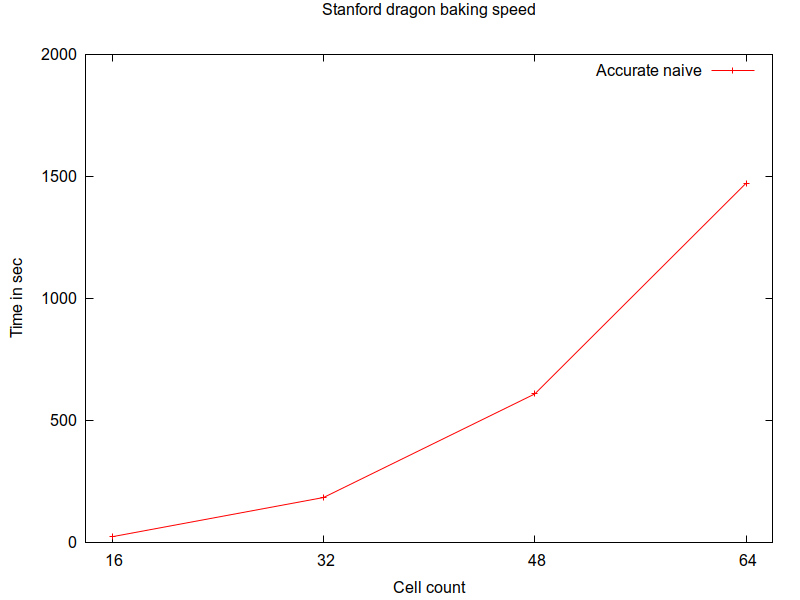 Stanford dragon baking speed
Accurate naive
2000
1500
1000
500
0
Time in sec
16 32 48 64
Cell count